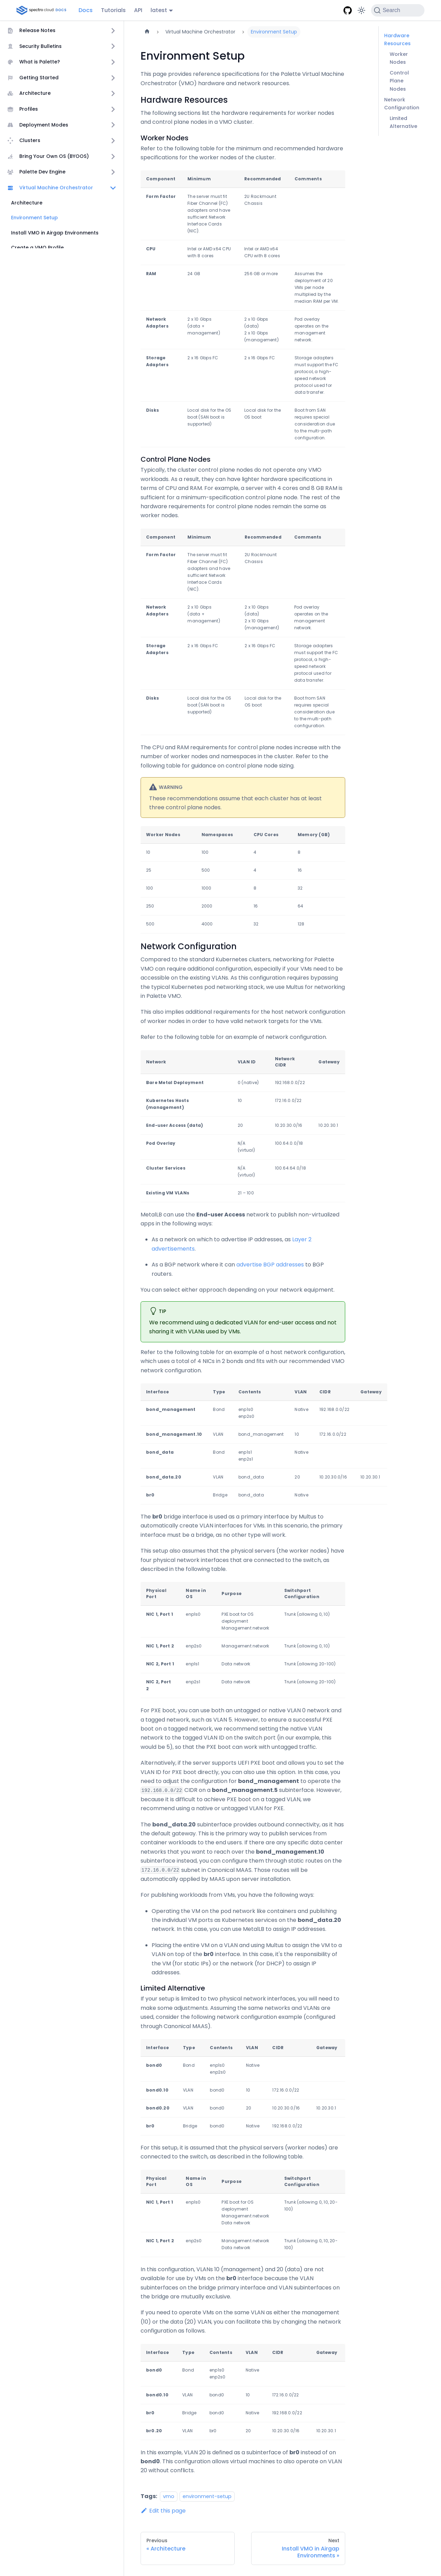 spectro cloud DOCS Docs Tutorials API latest Search
Release Notes
Security Bulletins
What is Palette?
Getting Started
Architecture
Profiles
Deployment Modes
Clusters
Bring Your Own OS (BYOOS)
Palette Dev Engine
Virtual Machine Orchestrator
Architecture
Environment Setup
Install VMO in Airgap Environments
Create a VMO Profile
Virtual Machine Orchestrator
Environment Setup
Environment Setup
This page provides reference specifications for the Palette Virtual Machine
Orchestrator (VMO) hardware and network resources.
Hardware Resources
The following sections list the hardware requirements for worker nodes
and control plane nodes in a VMO cluster.
Worker Nodes
Refer to the following table for the minimum and recommended hardware
specifications for the worker nodes of the cluster.
Component Minimum Recommended Comments
Form Factor The server must fit Fiber Channel (FC) adapters and have sufficient Network Interface Cards (NIC). 2U Rackmount Chassis
CPU Intel or AMD x64 CPU with 8 cores Intel or AMD x64 CPU with 8 cores
RAM 24 GB 256 GB or more Assumes the deployment of 20 VMs per node multiplied by the median RAM per VM
Network Adapters 2 x 10 Gbps (data + management) 2 x 10 Gbps (data) 2 x 10 Gbps (management) Pod overlay operates on the management network
Storage Adapters 2 x 16 Gbps FC 2 x 16 Gbps FC Storage adapters must support the FC protocol, a high-speed network protocol used for data transfer
Disks Local disk for the OS boot (SAN boot is supported) Local disk for the OS boot Boot from SAN requires special consideration due to the multi-path configuration
Control Plane Nodes
Typically, the cluster control plane nodes do not operate any VMO
workloads. As a result, they can have lighter hardware specifications in
terms of CPU and RAM. For example, a server with 4 cores and 8 GB RAM is
sufficient for a minimum-specification control plane node. The rest of the
hardware requirements for control plane nodes remain the same as
worker nodes.
Component Minimum Recommended Comments
Form Factor The server must fit Fiber Channel (FC) adapters and have sufficient Network Interface Cards (NIC). 2U Rackmount Chassis
Network Adapters 2 x 10 Gbps (data + management) 2 x 10 Gbps (data) 2 x 10 Gbps (management) Pod overlay operates on the management network
Storage Adapters 2 x 16 Gbps FC 2 x 16 Gbps FC Storage adapters must support the FC protocol, a high-speed network protocol used for data transfer
Disks Local disk for the OS boot (SAN boot is supported) Local disk for the OS boot Boot from SAN requires special consideration due to the multi-path configuration
The CPU and RAM requirements for control plane nodes increase with the
number of worker nodes and namespaces in the cluster. Refer to the
following table for guidance on control plane node sizing
WARNING
These recommendations assume that each cluster has at least
three control plane nodes.
Worker Nodes Namespaces CPU Cores Memory (GB)
10 100 4 8
25 500 4 16
100 1000 8 32
250 2000 16 64
500 4000 32 128
Network Configuration
Compared to the standard Kubernetes clusters, networking for Palette
VMO can require additional configuration, especially if VMs need to be
accessible on the existing VLANs. As this configuration requires bypassing
the typical Kubernetes pod networking stack, we use Multus for networking
in Palette VMO.
This also implies additional requirements for the host network configuration
of worker nodes in order to have valid network targets for the VMs.
Refer to the following table for an example of network configuration.
Network VLAN ID Network CIDR Gateway
Bare Metal Deployment 0 (native) 192.168.0.0/22
Kubernetes Hosts (management) 10 172.16.0.0/22
End-user Access (data) 20 10.20.30.0/16 10.20.30.1
Pod Overlay N/A (virtual) 100.64.0.0/18
Cluster Services N/A (virtual) 100.64.64.0/18
Existing VM VLANs 21 - 100
MetalLB can use the End-user Access network to publish non-virtualized
apps in the following ways:
As a network on which to advertise IP addresses, as Layer 2
advertisements.
As a BGP network where it can advertise BGP addresses to BGP
routers.
You can select either approach depending on your network equipment.
TIP
We recommend using a dedicated VLAN for end-user access and not
sharing it with VLANs used by VMs.
Refer to the following table for an example of a host network configuration,
which uses a total of 4 NICs in 2 bonds and fits with our recommended VMO
network configuration.
Interface Type Contents VLAN CIDR Gateway
bond_management Bond enp1s0 enp2s0 Native 192.168.0.0/22
bond_management.10 VLAN bond_management 10 172.16.0.0/22
bond_data Bond enp1s1 enp2s1 Native
bond_data.20 VLAN bond_data 20 10.20.30.0/16 10.20.30.1
br0 Bridge bond_data Native
The br0 bridge interface is used as a primary interface by Multus to
automatically create VLAN interfaces for VMs. In this scenario, the primary
interface must be a bridge, as no other type will work.
This setup also assumes that the physical servers (the worker nodes) have
four physical network interfaces that are connected to the switch, as
described in the following table.
Physical Port Name in OS Purpose Switchport Configuration
NIC 1, Port 1 enp1s0 PXE boot for OS deployment Management network Trunk (allowing: 0, 10)
NIC 1, Port 2 enp2s0 Management network Trunk (allowing: 0, 10)
NIC 2, Port 1 enp1s1 Data network Trunk (allowing: 20-100)
NIC 2, Port 2 enp2s1 Data network Trunk (allowing: 20-100)
For PXE boot, you can use both an untagged or native VLAN 0 network and
a tagged network, such as VLAN 5. However, to ensure a successful PXE
boot on a tagged network, we recommend setting the native VLAN
network to the tagged VLAN ID on the switch port (in our example, this
would be 5), so that the PXE boot can work with untagged traffic.
Alternatively, if the server supports UEFI PXE boot and allows you to set the
VLAN ID for PXE boot directly, you can also use this option. In this case, you
need to adjust the configuration for bond_management to operate the
192.168.0.0/22 CIDR on a bond_management.5 subinterface. However,
because it is difficult to achieve PXE boot on a tagged VLAN, we
recommend using a native or untagged VLAN for PXE.
The bond_data.20 subinterface provides outbound connectivity, as it has
the default gateway. This is the primary way to publish services from
container workloads to the end users. If there are any specific data center
networks that you want to reach over the bond_management.10
subinterface instead, you can configure them through static routes on the
172.16.0.0/22 subnet in Canonical MAAS. Those routes will be
automatically applied by MAAS upon server installation.
For publishing workloads from VMs, you have the following ways:
Operating the VM on the pod network like containers and publishing
the individual VM ports as Kubernetes services on the bond_data.20
network. In this case, you can use MetalLB to assign IP addresses.
Placing the entire VM on a VLAN and using Multus to assign the VM to a
VLAN on top of the br0 interface. In this case, it's the responsibility of
the VM (for static IPs) or the network (for DHCP) to assign IP
addresses.
Limited Alternative
If your setup is limited to two physical network interfaces, you will need to
make some adjustments. Assuming the same networks and VLANs are
used, consider the following network configuration example (configured
through Canonical MAAS).
Interface Type Contents VLAN CIDR Gateway
bond0 Bond enp1s0 enp2s0 Native
bond0.10 VLAN bond0 10 172.16.0.0/22
bond0.20 VLAN bond0 20 10.20.30.0/16 10.20.30.1
br0 Bridge bond0 Native 192.168.0.0/22
For this setup, it is assumed that the physical servers (worker nodes) are
connected to the switch, as described in the following table.
Physical Port Name in OS Purpose Switchport Configuration
NIC 1, Port 1 enp1s0 PXE boot for OS deployment Management network Data network Trunk (allowing: 0, 10, 20-100)
NIC 1, Port 2 enp2s0 Management network Data network Trunk (allowing: 0, 10, 20-100)
In this configuration, VLANs 10 (management) and 20 (data) are not
available for use by VMs on the br0 interface because the VLAN
subinterfaces on the bridge primary interface and VLAN subinterfaces on
the bridge are mutually exclusive.
If you need to operate VMs on the same VLAN as either the management
(10) or the data (20) VLAN, you can facilitate this by changing the network
configuration as follows.
Interface Type Contents VLAN CIDR Gateway
bond0 Bond enp1s0 enp2s0 Native
bond0.10 VLAN bond0 10 172.16.0.0/22
br0 Bridge bond0 Native 192.168.0.0/22
br0.20 VLAN br0 20 10.20.30.0/16 10.20.30.1
In this example, VLAN 20 is defined as a subinterface of br0 instead of on
bond0. This configuration allows virtual machines to also operate on VLAN
20 without conflicts.
Tags: vmo environment-setup
Edit this page
Previous
« Architecture
Next
Install VMO in Airgap
Environments »
Hardware
Resources
Worker
Nodes
Control
Plane
Nodes
Network
Configuration
Limited
Alternative